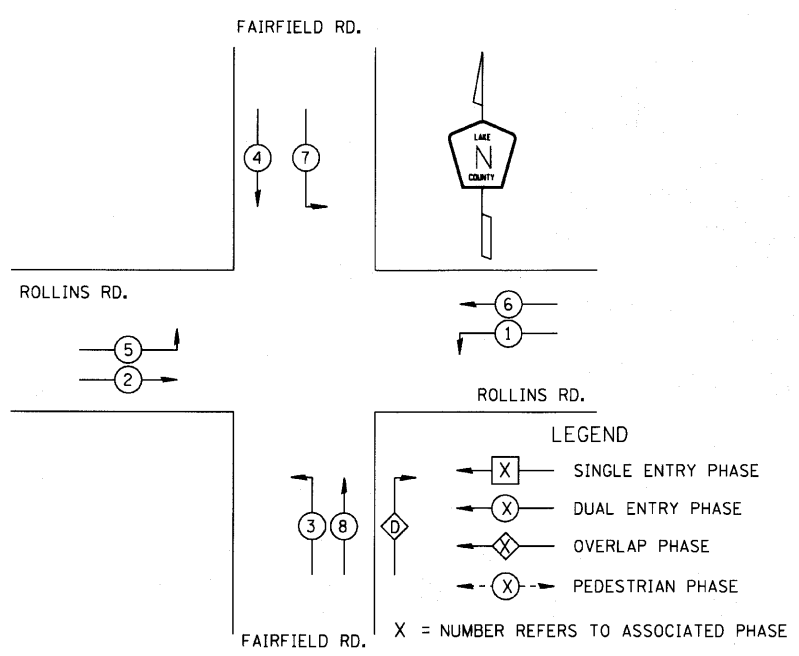 FAIRFIELD RD.
4
7
LAKE
N
COUNTY
ROLLINS RD.
6
1
5
2
ROLLINS RD.
LEGEND
X SINGLE ENTRY PHASE
X DUAL ENTRY PHASE
X OVERLAP PHASE
X PEDESTRIAN PHASE
X = NUMBER REFERS TO ASSOCIATED PHASE
3
8
D
FAIRFIELD RD.